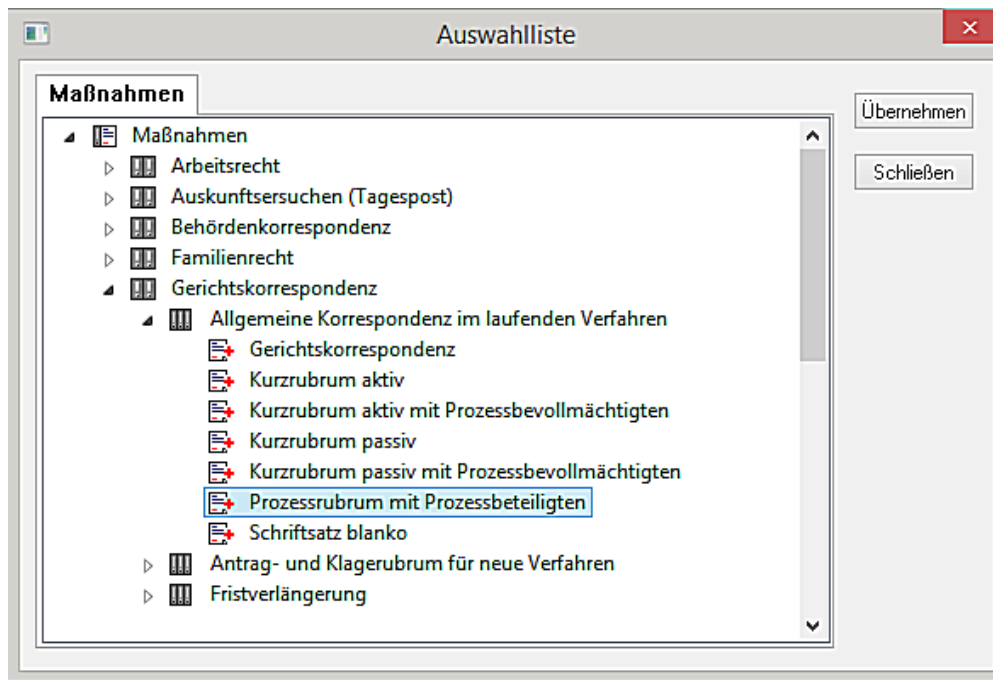 Auswahlliste
Maßnahmen
Übernehmen
Schließen
Maßnahmen
Arbeitsrecht
Auskunftsersuchen (Tagespost)
Behördenkorrespondenz
Familienrecht
Gerichtskorrespondenz
Allgemeine Korrespondenz im laufenden Verfahren
Gerichtskorrespondenz
Kurzrubrum aktiv
Kurzrubrum aktiv mit Prozessbevollmächtigten
Kurzrubrum passiv
Kurzrubrum passiv mit Prozessbevollmächtigten
Prozessrubrum mit Prozessbeteiligten
Schriftsatz blanko
Antrag- und Klagerubrum für neue Verfahren
Fristverlängerung